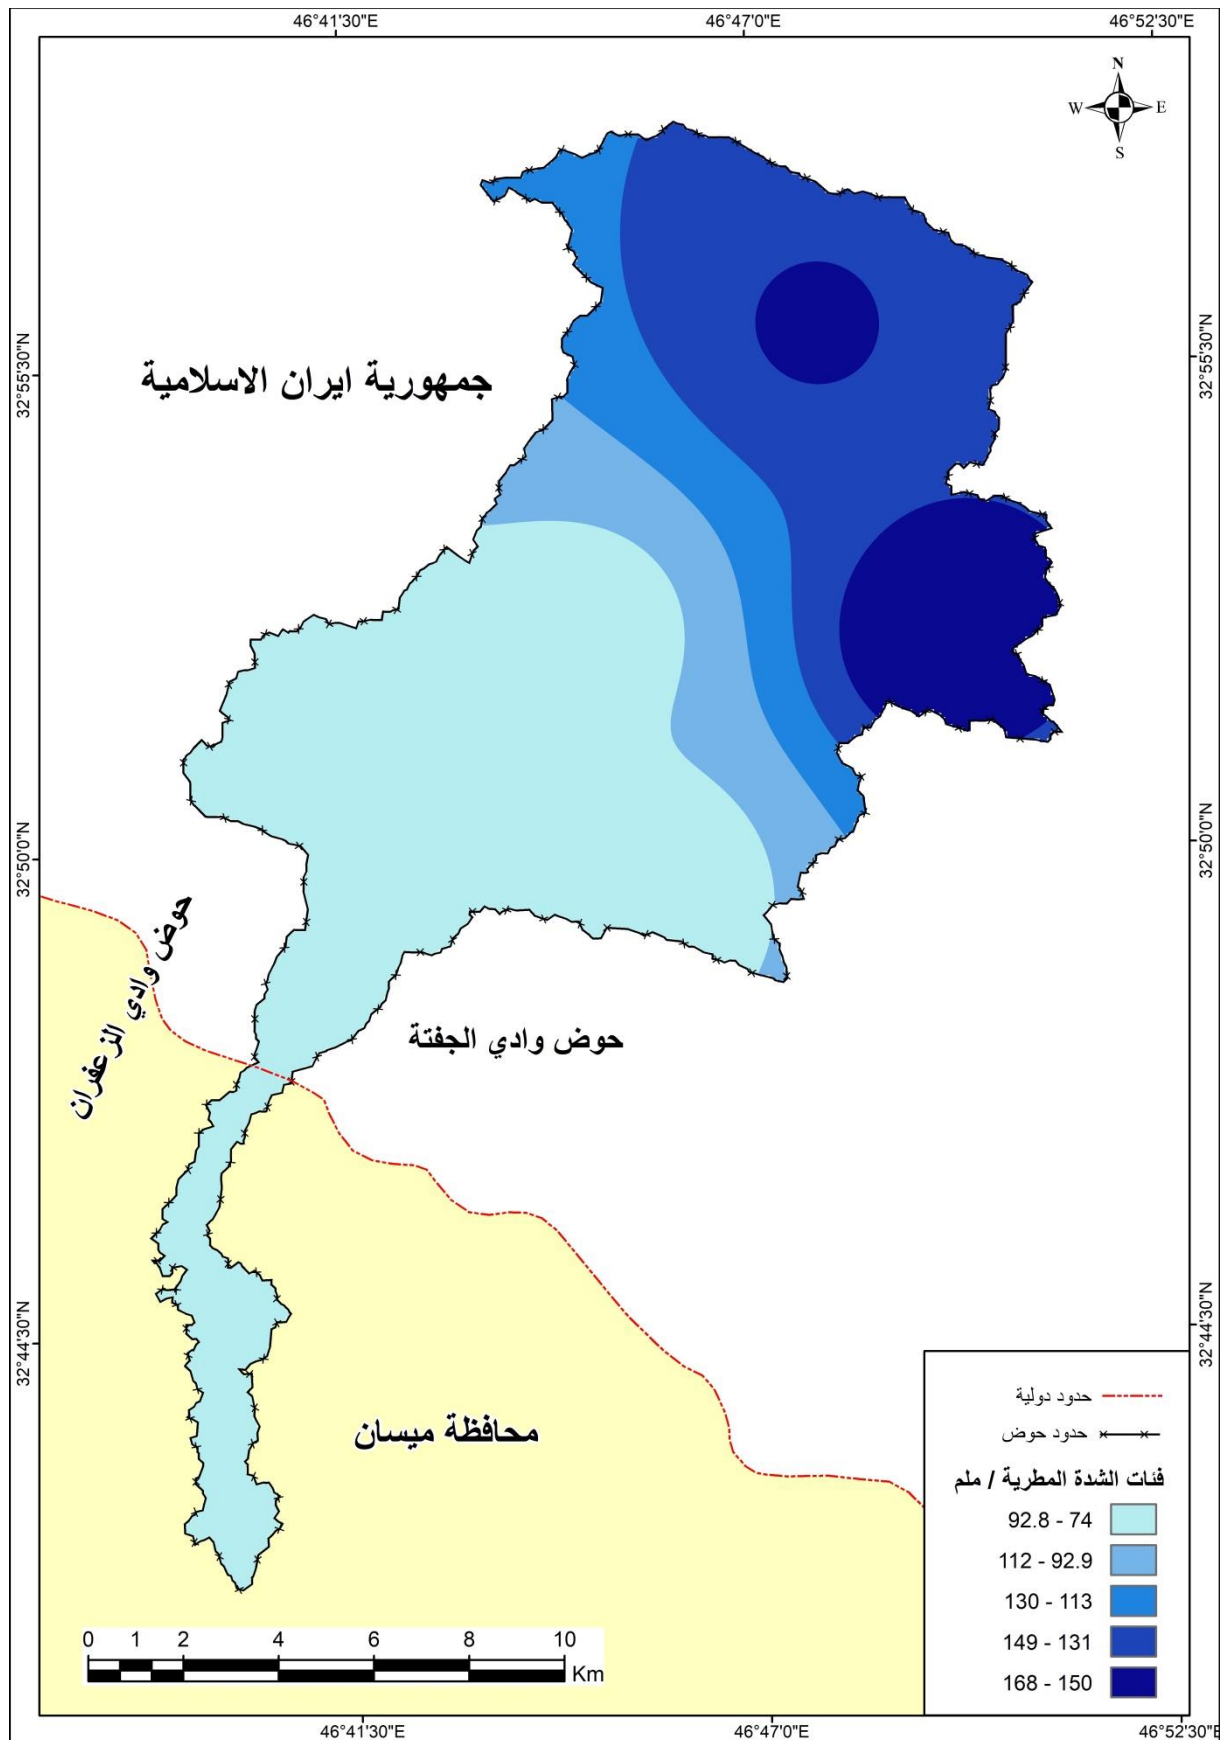 46°41'30"E
46°47'0"E
46°52'30"E
N
W
E
S
32°55'30"N
32°55'30"N
جمهورية ايران الاسلامية
32°50'0"N
32°50'0"N
حوض وادي الزعفران
حوض وادي الجفتة
32°44'30"N
32°44'30"N
محافظة ميسان
حدود دولية
حدود حوض
فئات الشدة المطرية / ملم
92.8 - 74
112 - 92.9
130 - 113
149 - 131
168 - 150
0 1 2 4 6 8 10
Km
46°41'30"E
46°47'0"E
46°52'30"E